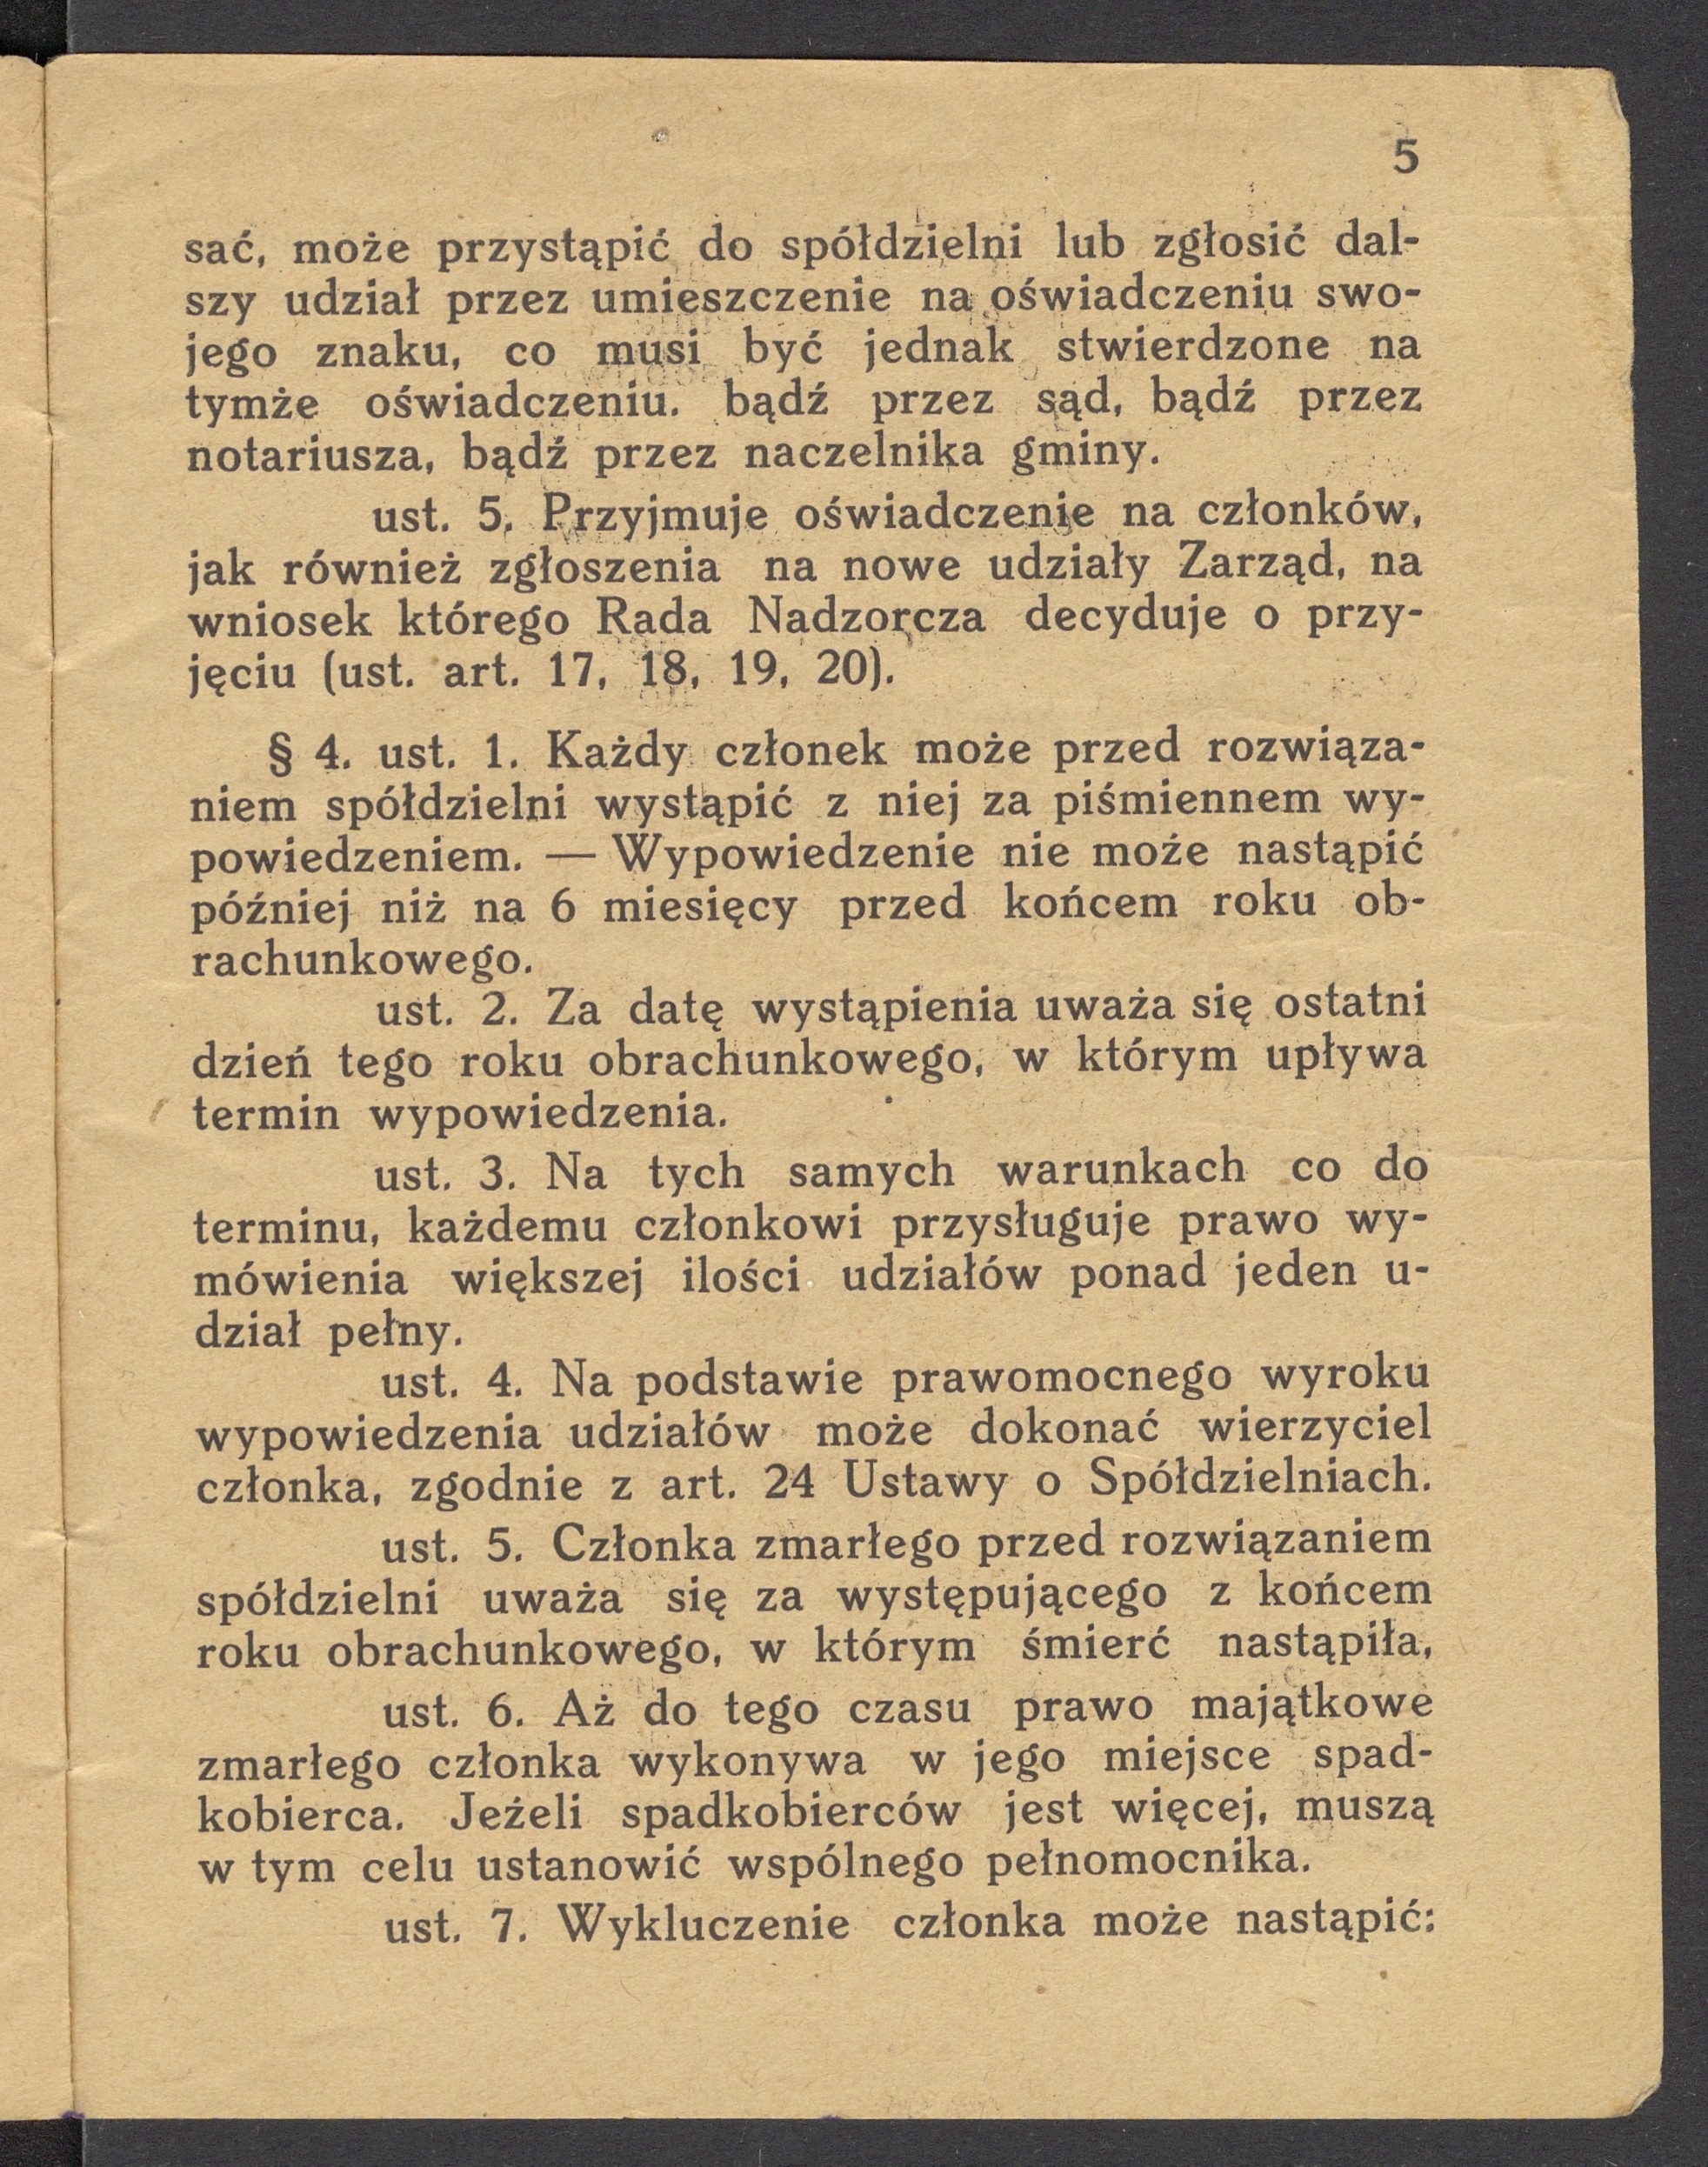 5
sać, może przystąpić do spółdzielni lub zgłosić dal-
szy udział przez umieszczenie na oświadczeniu swo-
jego znaku, co musi być jednak stwierdzone na
tymże oświadczeniu. bądź przez sąd, bądź przez
notariusza, bądź przez naczelnika gminy.
ust. 5. Przyjmuje oświadczenie na członków,
jak również zgłoszenia na nowe udziały Zarząd, na
wniosek którego Rada Nadzorcza decyduje o przy-
jęciu (ust. art. 17, 18, 19, 20).
§ 4. ust. 1. Każdy członek może przed rozwiąza-
niem spółdzielni wystąpić z niej za piśmiennem wy-
powiedzeniem. — Wypowiedzenie nie może nastąpić
później niż na 6 miesięcy przed końcem roku ob-
rachunkowego.
ust. 2. Za datę wystąpienia uważa się ostatni
dzień tego roku obrachunkowego, w którym upływa
termin wypowiedzenia.
ust. 3. Na tych samych warunkach co do
terminu, każdemu członkowi przysługuje prawo wy-
mówienia większej ilości udziałów ponad jeden u-
dział pełny.
ust. 4. Na podstawie prawomocnego wyroku
wypowiedzenia udziałów może dokonać wierzyciel
członka, zgodnie z art. 24 Ustawy o Spółdzielniach.
ust. 5. Członka zmarłego przed rozwiązaniem
spółdzielni uważa się za występującego z końcem
roku obrachunkowego, w którym śmierć nastąpiła,
ust. 6. Aż do tego czasu prawo majątkowe
zmarłego członka wykonywa w jego miejsce spad-
kobierca. Jeżeli spadkobierców jest więcej, muszą
w tym celu ustanowić wspólnego pełnomocnika.
ust. 7. Wykluczenie członka może nastąpić: